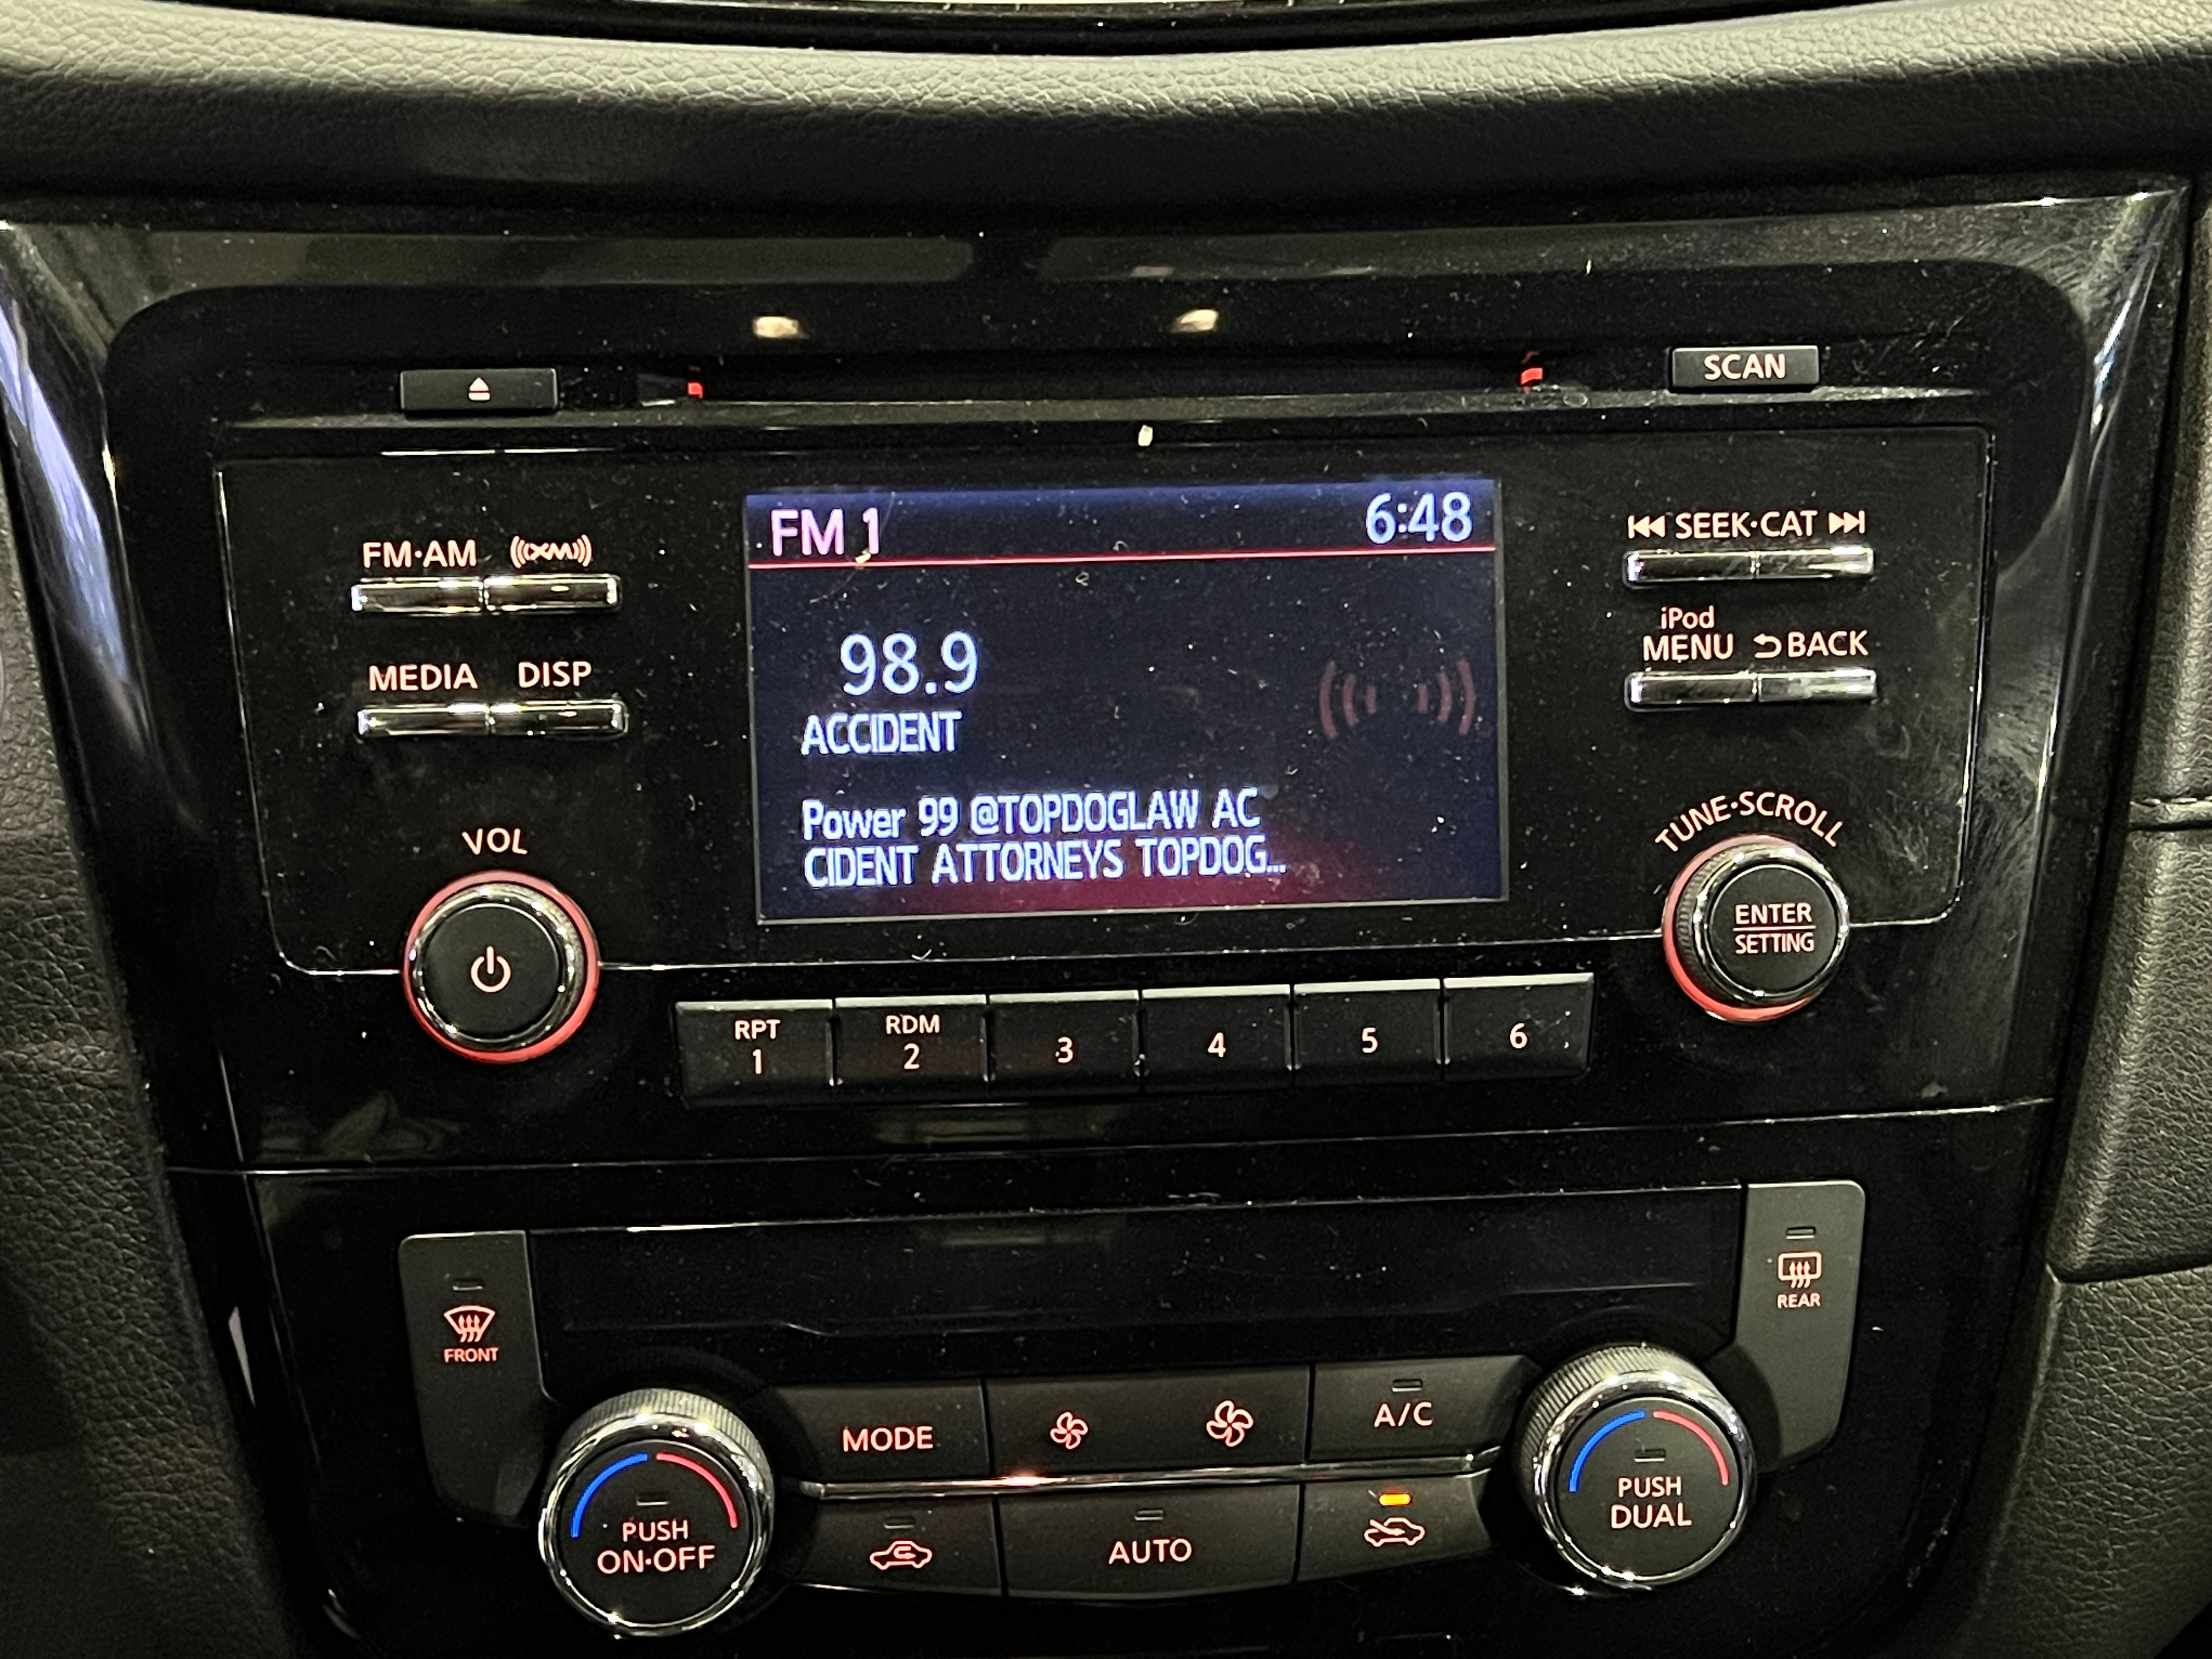 SCAN
FM 1 6:48
FM·AM XM
SEEK·CAT
98.9
iPod
MENU BACK
MEDIA DISP
ACCIDENT
Power 99 @TOPDOGLAW AC
CIDENT ATTORNEYS TOPDOG...
VOL
TUNE·SCROLL
ENTER
SETTING
RPT
1
RDM
2
3
4
5
6
FRONT
REAR
MODE
A/C
PUSH
ON·OFF
AUTO
PUSH
DUAL